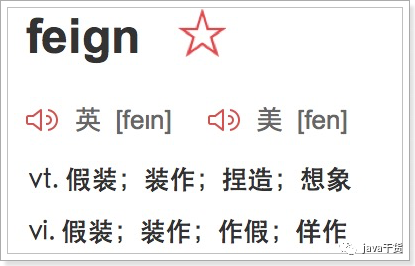 feign
英 [feɪn] 美 [fen]
vt. 假装；装作；捏造；想象
vi. 假装；装作；作假；佯作
java干货